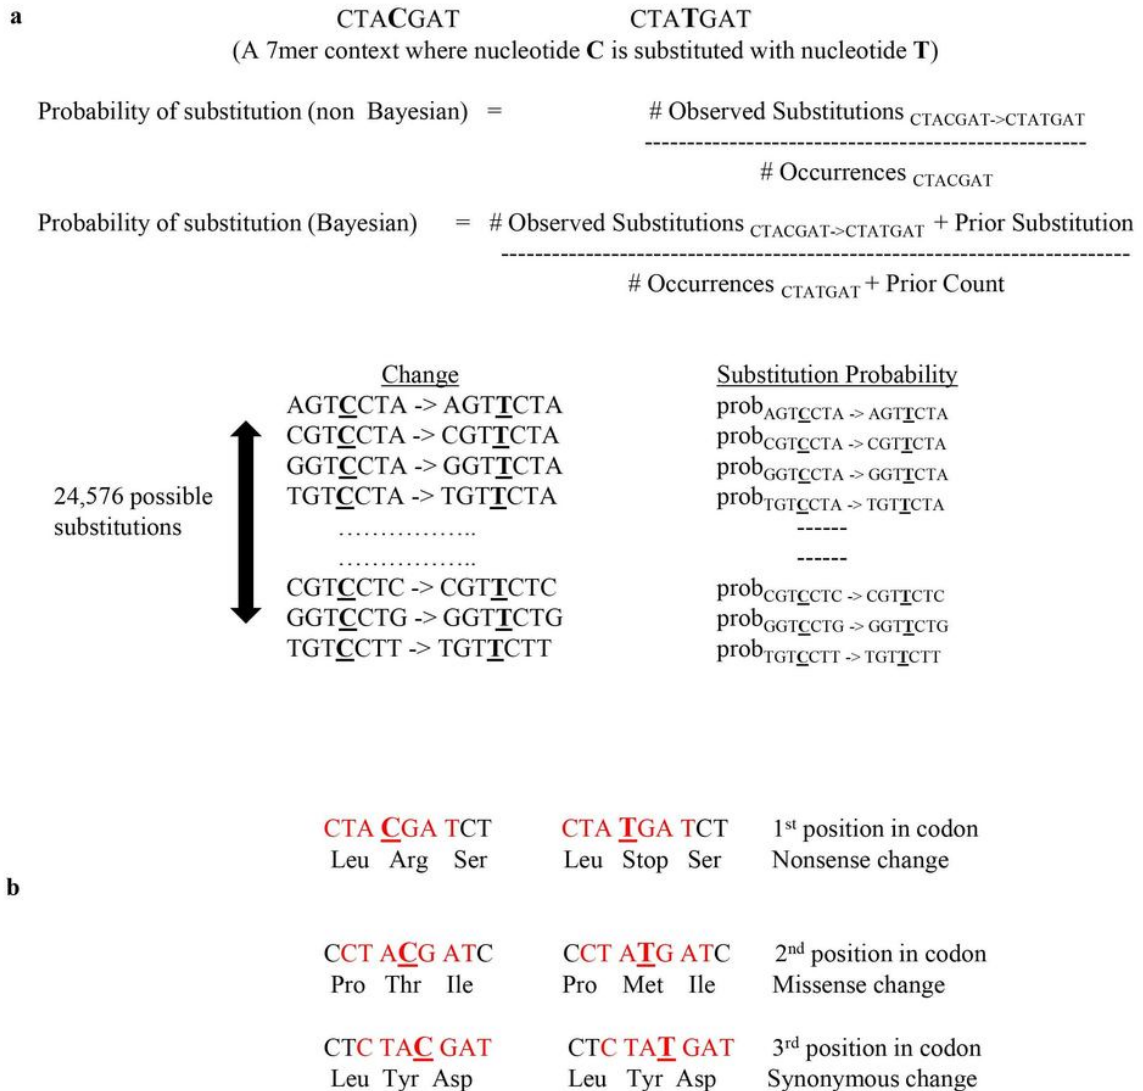 a
CTACGAT CTATGAT
(A 7mer context where nucleotide C is substituted with nucleotide T)
Probability of substitution (non Bayesian) = # Observed Substitutions CTACGAT->CTATGAT
----------------------------------------------------
# Occurrences CTACGAT
Probability of substitution (Bayesian) = # Observed Substitutions CTACGAT->CTATGAT + Prior Substitution
--------------------------------------------------------------------------
# Occurrences CTATGAT + Prior Count
Change Substitution Probability
AGTCCTA -> AGTTCTA probAGTCCTA -> AGTTCTA
CGTCCTA -> CGTTCTA probCGTCCTA -> CGTTCTA
GGTCCTA -> GGTTCTA probGGTCCTA -> GGTTCTA
TGTCCTA -> TGTTCTA probTGTCCTA -> TGTTCTA
24,576 possible
substitutions
…………….. ------
…………….. ------
CGTCCTC -> CGTTCTC probCGTCCTC -> CGTTCTC
GGTCCTG -> GGTTCTG probGGTCCTG -> GGTTCTG
TGTCCTT -> TGTTCTT probTGTCCTT -> TGTTCTT
b
CTA CGA TCT CTA TGA TCT 1st position in codon
Leu Arg Ser Leu Stop Ser Nonsense change
CCT ACG ATC CCT ATG ATC 2nd position in codon
Pro Thr Ile Pro Met Ile Missense change
CTC TAC GAT CTC TAT GAT 3rd position in codon
Leu Tyr Asp Leu Tyr Asp Synonymous change